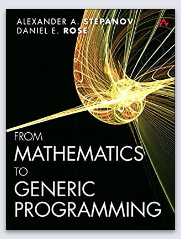 ALEXANDER A. STEPANOV
DANIEL E. ROSE
FROM
MATHEMATICS
TO
GENERIC
PROGRAMMING